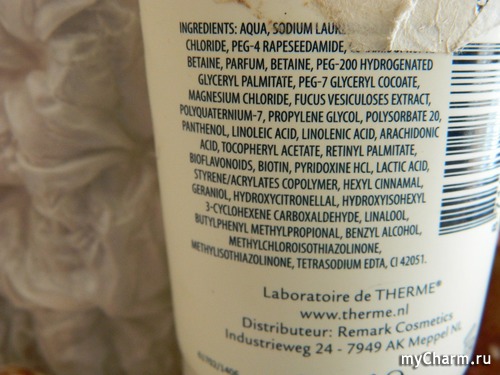 INGREDIENTS: AQUA, SODIUM
CHLORIDE, PEG-4 RAPESEEDAMIDE,
BETAINE, PARFUM, BETAINE, PEG-200 HYDROGENATED
GLYCERYL PALMITATE, PEG-7 GLYCERYL COCOATE,
MAGNESIUM CHLORIDE, FUCUS VESICULOSES EXTRACT,
POLYQUATERNIUM-7, PROPYLENE GLYCOL, POLYSORBATE 20,
PANTHENOL, LINOLEIC ACID, LINOLENIC ACID, ARACHIDONIC
ACID, TOCOPHERYL ACETATE, RETINYL PALMITATE,
BIOFLAVONOIDS, BIOTIN, PYRIDOXINE HCL, LACTIC ACID,
STYRENE/ACRYLATES COPOLYMER, HEXYL CINNAMAL,
GERANIOL, HYDROXYCITRONELLAL, HYDROXYISOHEXYL
3-CYCLOHEXENE CARBOXALDEHYDE, LINALOOL,
BUTYLPHENYL METHYLPROPIONAL, BENZYL ALCOHOL,
METHYLCHLOROISOTHIAZOLINONE,
METHYLISOTHIAZOLINONE, TETRASODIUM EDTA, CI 42051.
Laboratoire de THERME®
www.therme.nl
Distributeur: Remark Cosmetics
Industrieweg 24 - 7949 AK Meppel NL
myCharm.ru